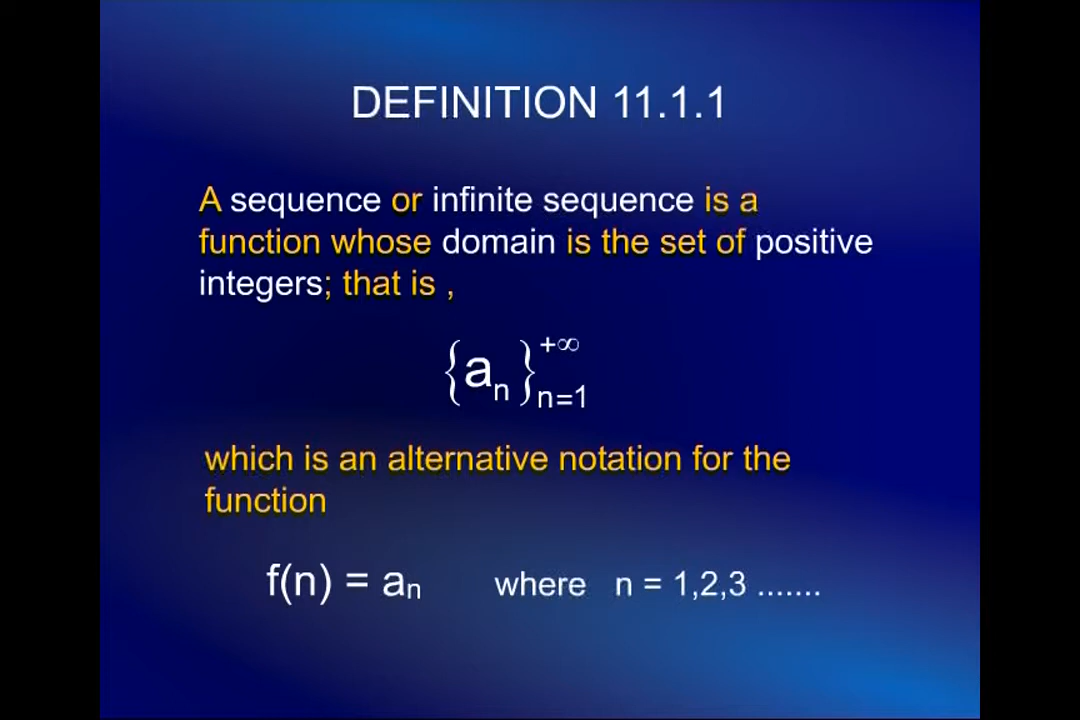 DEFINITION 11.1.1
A sequence or infinite sequence is a
function whose domain is the set of positive
integers; that is ,
{aₙ}ₙ₌₁⁺∞
which is an alternative notation for the
function
f(n) = aₙ where n = 1,2,3 .......